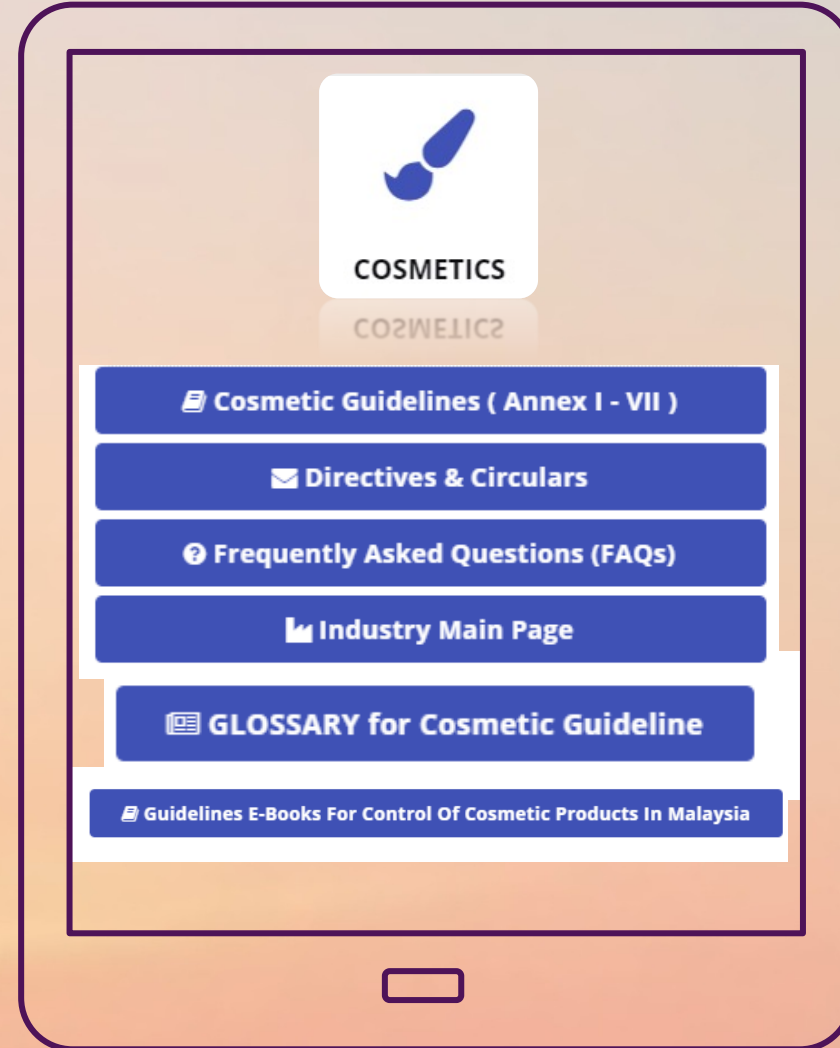 COSMETICS
COSMETICS
Cosmetic Guidelines ( Annex I - VII )
Directives & Circulars
Frequently Asked Questions (FAQs)
Industry Main Page
GLOSSARY for Cosmetic Guideline
Guidelines E-Books For Control Of Cosmetic Products In Malaysia